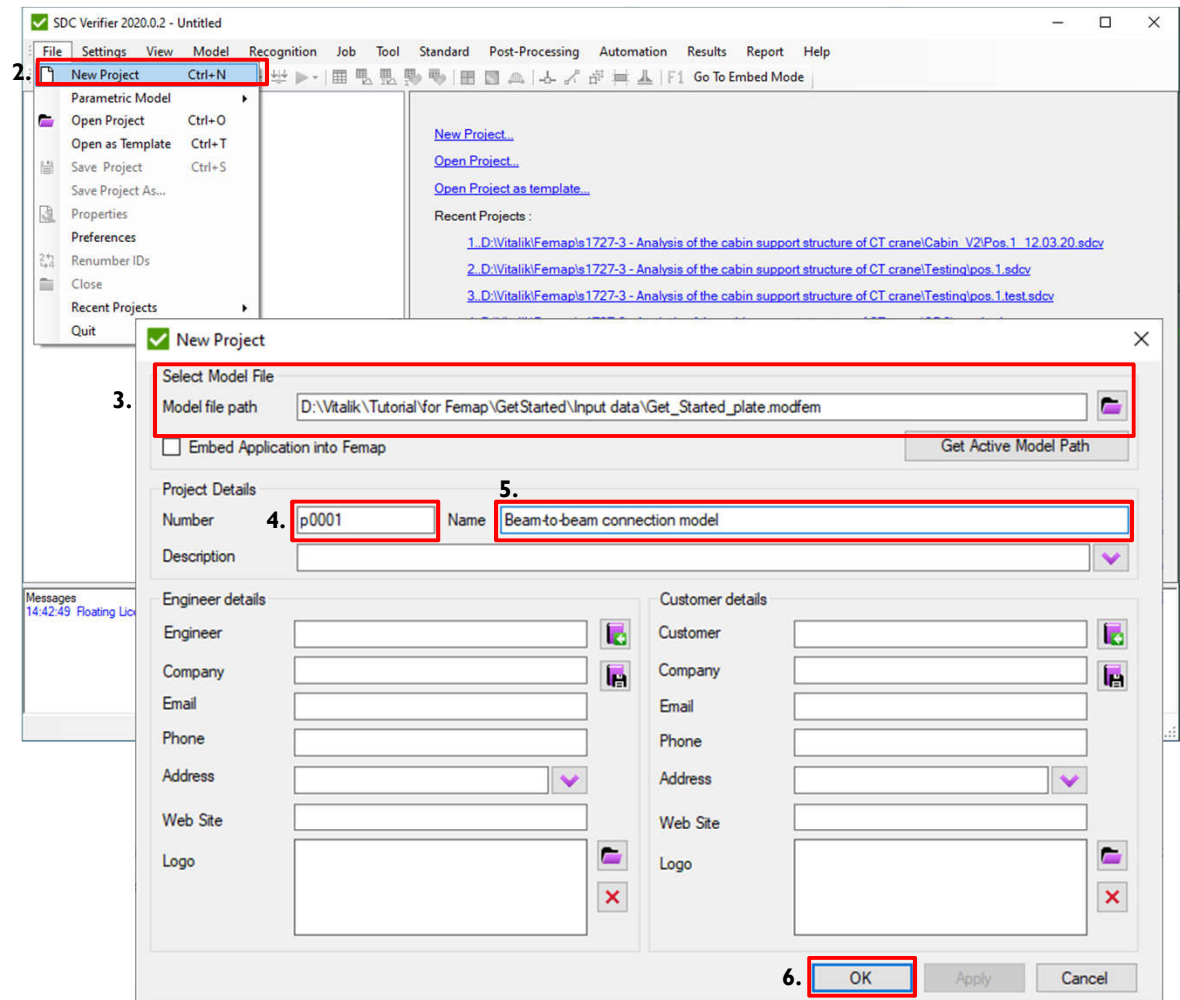 SDC Verifier 2020.0.2 - Untitled
File Settings View Model Recognition Job Tool Standard Post-Processing Automation Results Report Help
2. New Project Ctrl+N
F1 Go To Embed Mode
Parametric Model
Open Project Ctrl+O
Open as Template Ctrl+T
Save Project Ctrl+S
Save Project As...
Properties
Preferences
Renumber IDs
Close
Recent Projects
Quit
New Project...
Open Project...
Open Project as template...
Recent Projects :
1..D:\Vitalik\Femap\s1727-3 - Analysis of the cabin support structure of CT crane\Cabin_V2\Pos.1_12.03.20.sdcv
2..D:\Vitalik\Femap\s1727-3 - Analysis of the cabin support structure of CT crane\Testing\pos.1.sdcv
3..D:\Vitalik\Femap\s1727-3 - Analysis of the cabin support structure of CT crane\Testing\pos.1.test.sdcv
New Project
Select Model File
3. Model file path D:\Vitalik\Tutorial\for Femap\GetStarted\Input data\Get_Started_plate.modfem
Embed Application into Femap Get Active Model Path
Project Details
5.
Number 4. p0001 Name Beam-to-beam connection model
Description
Messages
14:42:49 Floating Lice
Engineer details
Engineer
Company
Email
Phone
Address
Web Site
Logo
Customer details
Customer
Company
Email
Phone
Address
Web Site
Logo
6. OK Apply Cancel